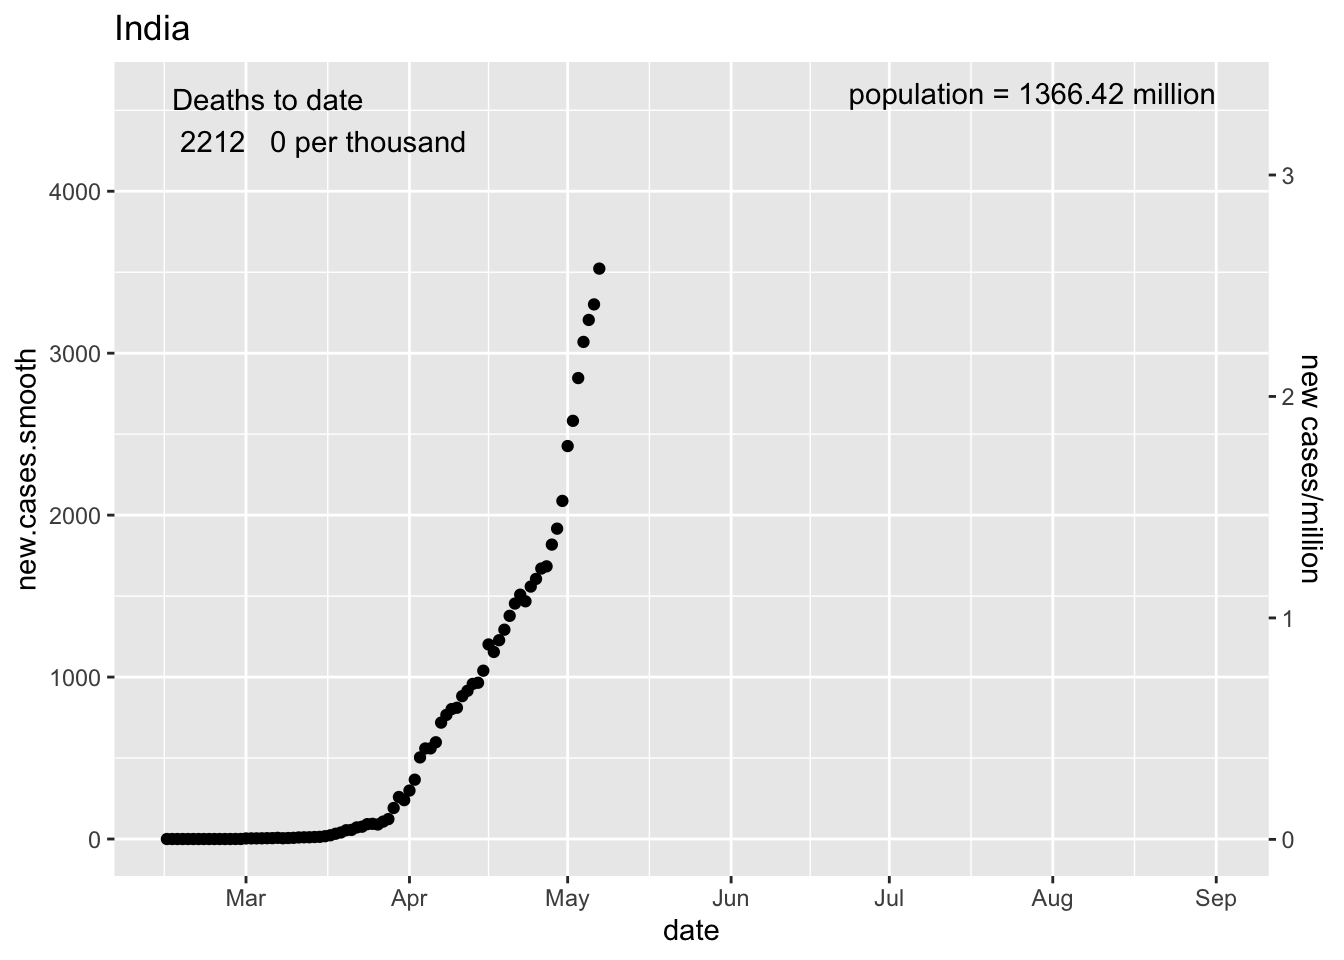 India
Deaths to date
2212   0 per thousand
population = 1366.42 million
4000
3000
2000
1000
0
new.cases.smooth
3
2
1
0
new cases/million
Mar Apr May Jun Jul Aug Sep
date